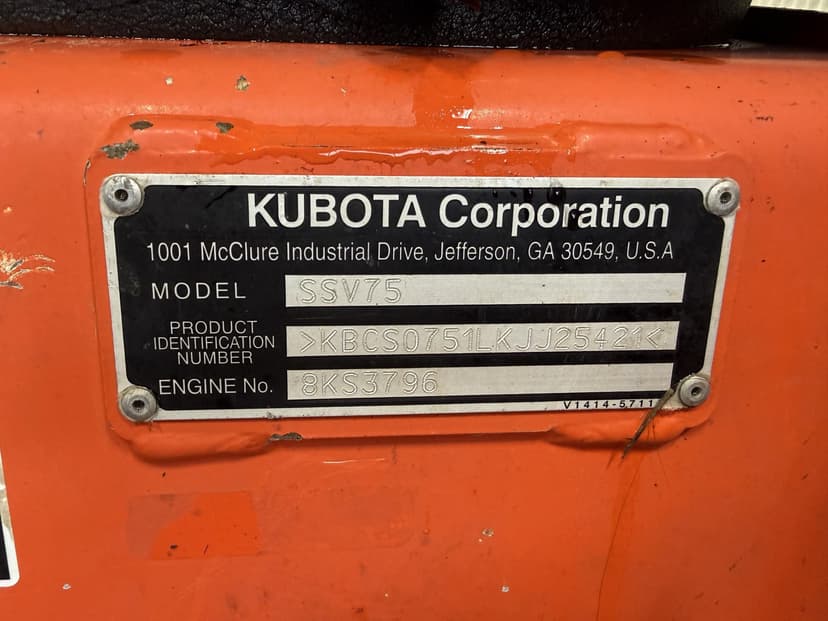 KUBOTA Corporation
1001 McClure Industrial Drive, Jefferson, GA 30549, U.S.A
MODEL SSV75
PRODUCT IDENTIFICATION NUMBER >KBCS0751LKJJ25421<
ENGINE No. 8KS3796
V1414-5711